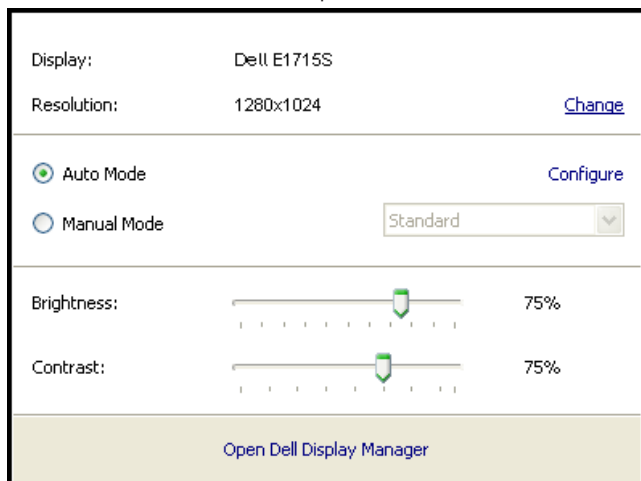 Display: Dell E1715S
Resolution: 1280x1024 Change
Auto Mode Configure
Manual Mode Standard
Brightness: 75%
Contrast: 75%
Open Dell Display Manager